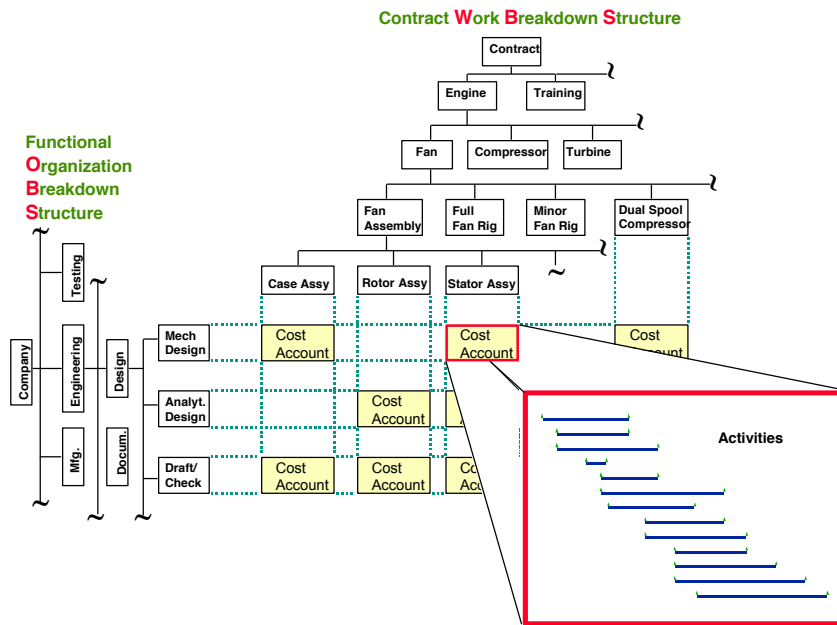 Contract Work Breakdown Structure
Contract
Engine
Training
Functional
Organization
Breakdown
Structure
Fan
Compressor
Turbine
Fan
Assembly
Full
Fan Rig
Minor
Fan Rig
Dual Spool
Compressor
Testing
Case Assy
Rotor Assy
Stator Assy
Company
Engineering
Design
Mech
Design
Cost
Account
Cost
Account
Cost
Account
Analyt.
Design
Cost
Account
Activities
Mfg.
Docum.
Draft/
Check
Cost
Account
Cost
Account